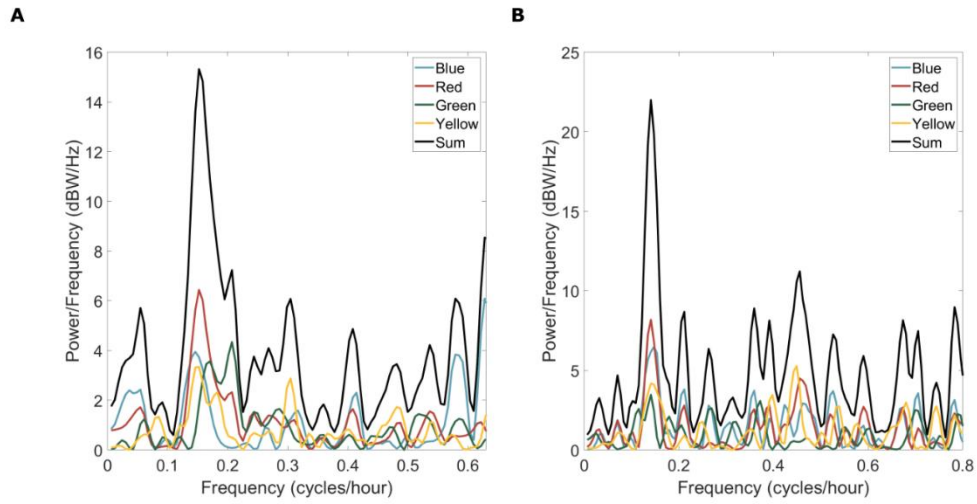 A
B
16
14
12
10
8
6
4
2
0
Power/Frequency (dBW/Hz)
0
0.1
0.2
0.3
0.4
0.5
0.6
Frequency (cycles/hour)
Blue
Red
Green
Yellow
Sum
25
20
15
10
5
0
Power/Frequency (dBW/Hz)
0
0.2
0.4
0.6
0.8
Frequency (cycles/hour)
Blue
Red
Green
Yellow
Sum